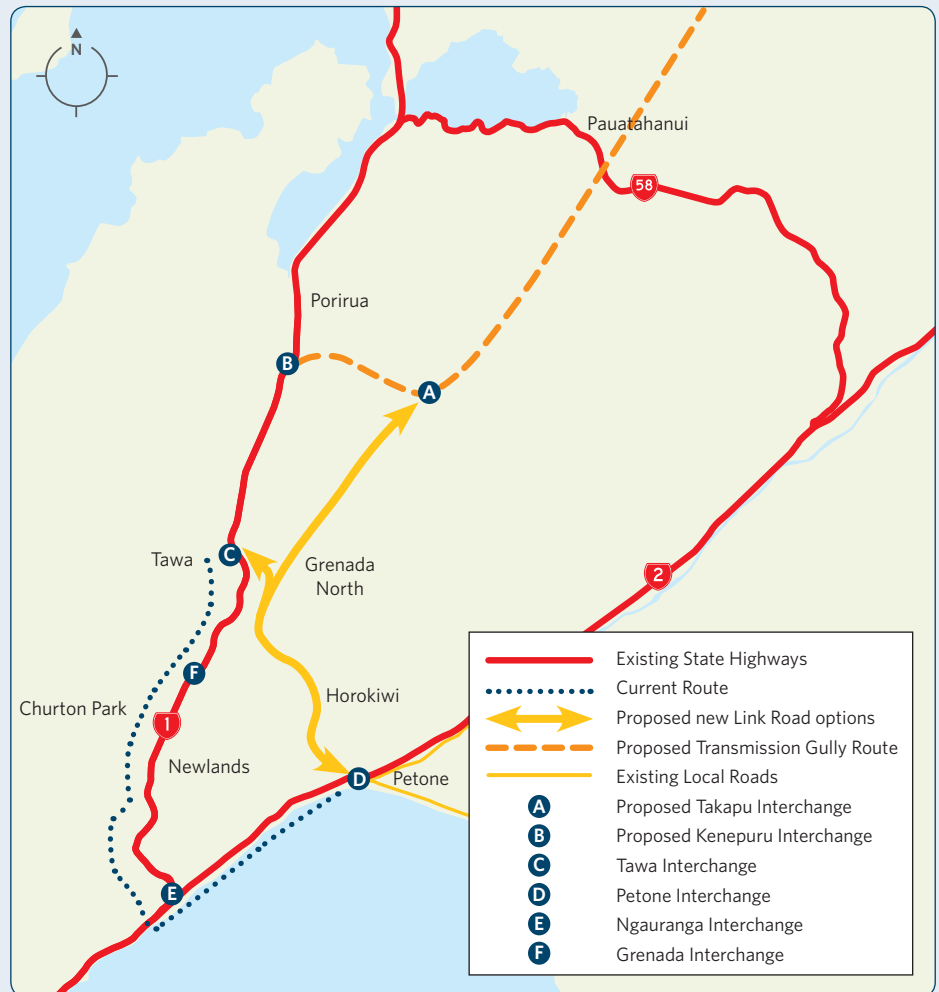 N
Pauatahanui
58
Porirua
B
A
Tawa
C
Grenada
North
2
F
Churton Park
1
Horokiwi
Newlands
D
Petone
E
Existing State Highways
Current Route
Proposed new Link Road options
Proposed Transmission Gully Route
Existing Local Roads
A Proposed Takapu Interchange
B Proposed Kenepuru Interchange
C Tawa Interchange
D Petone Interchange
E Ngauranga Interchange
F Grenada Interchange